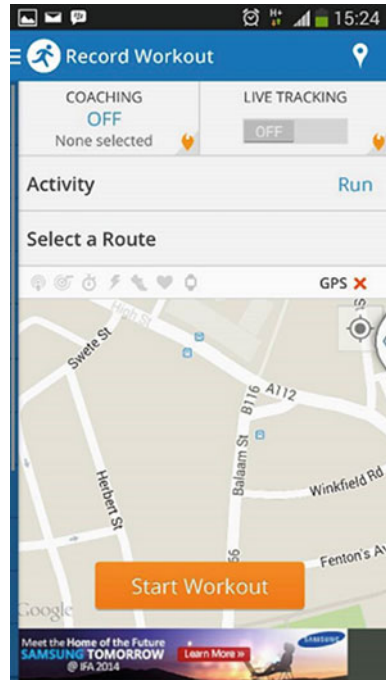 15:24
Record Workout
COACHING
OFF
None selected
LIVE TRACKING
OFF
Activity
Run
Select a Route
GPS
High St
Swete St
A112
B116
Balaam St
Herbert St
Winkfield Rd
66
Fenton's Av
Start Workout
Google
Meet the Home of the Future
SAMSUNG TOMORROW
@ IFA 2014
Learn More »
SAMSUNG